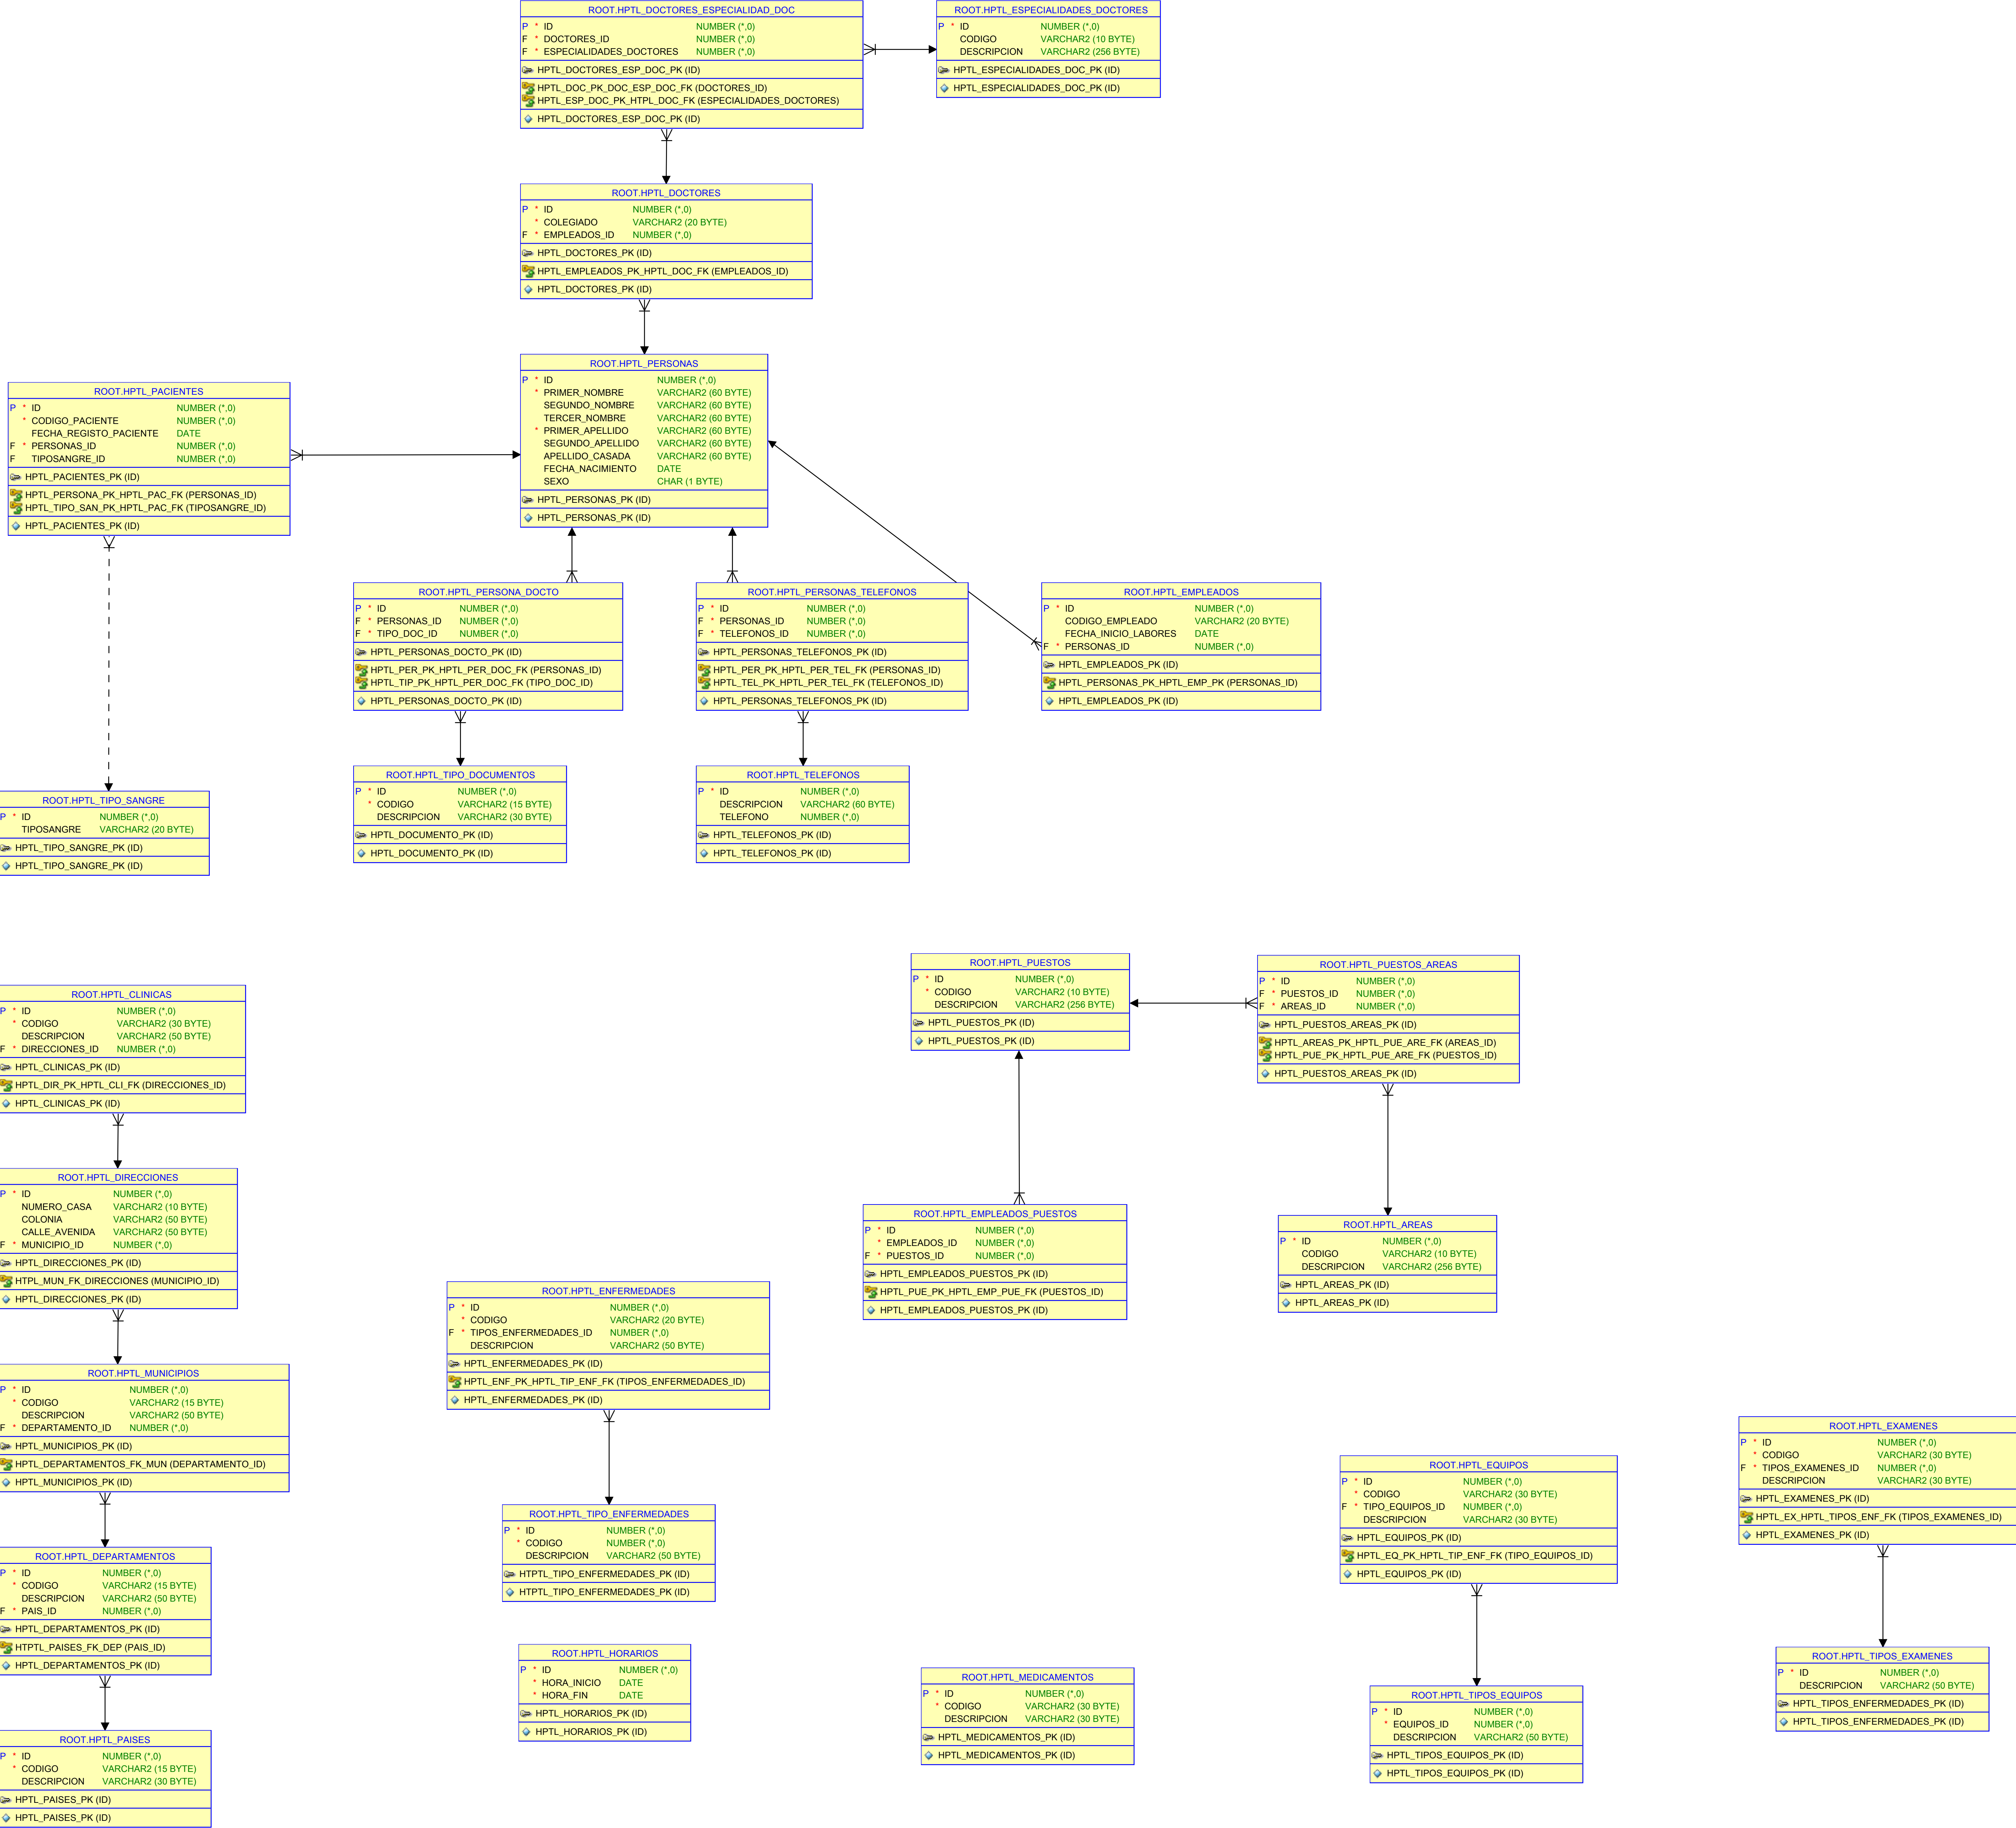 ROOT.HPTL_DOCTORES_ESPECIALIDAD_DOC
P * ID NUMBER (*,0)
F * DOCTORES_ID NUMBER (*,0)
F * ESPECIALIDADES_DOCTORES NUMBER (*,0)
HPTL_DOCTORES_ESP_DOC_PK (ID)
HPTL_DOC_PK_DOC_ESP_DOC_FK (DOCTORES_ID)
HPTL_ESP_DOC_PK_HTPL_DOC_FK (ESPECIALIDADES_DOCTORES)
HPTL_DOCTORES_ESP_DOC_PK (ID)
ROOT.HPTL_ESPECIALIDADES_DOCTORES
P * ID NUMBER (*,0)
CODIGO VARCHAR2 (10 BYTE)
DESCRIPCION VARCHAR2 (256 BYTE)
HPTL_ESPECIALIDADES_DOC_PK (ID)
HPTL_ESPECIALIDADES_DOC_PK (ID)
ROOT.HPTL_DOCTORES
P * ID NUMBER (*,0)
* COLEGIADO VARCHAR2 (20 BYTE)
F * EMPLEADOS_ID NUMBER (*,0)
HPTL_DOCTORES_PK (ID)
HPTL_EMPLEADOS_PK_HPTL_DOC_FK (EMPLEADOS_ID)
HPTL_DOCTORES_PK (ID)
ROOT.HPTL_PERSONAS
P * ID NUMBER (*,0)
* PRIMER_NOMBRE VARCHAR2 (60 BYTE)
SEGUNDO_NOMBRE VARCHAR2 (60 BYTE)
TERCER_NOMBRE VARCHAR2 (60 BYTE)
* PRIMER_APELLIDO VARCHAR2 (60 BYTE)
SEGUNDO_APELLIDO VARCHAR2 (60 BYTE)
APELLIDO_CASADA VARCHAR2 (60 BYTE)
FECHA_NACIMIENTO DATE
SEXO CHAR (1 BYTE)
HPTL_PERSONAS_PK (ID)
HPTL_PERSONAS_PK (ID)
ROOT.HPTL_PACIENTES
P * ID NUMBER (*,0)
* CODIGO_PACIENTE NUMBER (*,0)
FECHA_REGISTO_PACIENTE DATE
F * PERSONAS_ID NUMBER (*,0)
F TIPOSANGRE_ID NUMBER (*,0)
HPTL_PACIENTES_PK (ID)
HPTL_PERSONA_PK_HPTL_PAC_FK (PERSONAS_ID)
HPTL_TIPO_SAN_PK_HPTL_PAC_FK (TIPOSANGRE_ID)
HPTL_PACIENTES_PK (ID)
ROOT.HPTL_PERSONA_DOCTO
P * ID NUMBER (*,0)
F * PERSONAS_ID NUMBER (*,0)
F * TIPO_DOC_ID NUMBER (*,0)
HPTL_PERSONAS_DOCTO_PK (ID)
HPTL_PER_PK_HPTL_PER_DOC_FK (PERSONAS_ID)
HPTL_TIP_PK_HPTL_PER_DOC_FK (TIPO_DOC_ID)
HPTL_PERSONAS_DOCTO_PK (ID)
ROOT.HPTL_PERSONAS_TELEFONOS
P * ID NUMBER (*,0)
F * PERSONAS_ID NUMBER (*,0)
F * TELEFONOS_ID NUMBER (*,0)
HPTL_PERSONAS_TELEFONOS_PK (ID)
HPTL_PER_PK_HPTL_PER_TEL_FK (PERSONAS_ID)
HPTL_TEL_PK_HPTL_PER_TEL_FK (TELEFONOS_ID)
HPTL_PERSONAS_TELEFONOS_PK (ID)
ROOT.HPTL_EMPLEADOS
P * ID NUMBER (*,0)
CODIGO_EMPLEADO VARCHAR2 (20 BYTE)
FECHA_INICIO_LABORES DATE
F * PERSONAS_ID NUMBER (*,0)
HPTL_EMPLEADOS_PK (ID)
HPTL_PERSONAS_PK_HPTL_EMP_PK (PERSONAS_ID)
HPTL_EMPLEADOS_PK (ID)
ROOT.HPTL_TIPO_SANGRE
P * ID NUMBER (*,0)
TIPOSANGRE VARCHAR2 (20 BYTE)
HPTL_TIPO_SANGRE_PK (ID)
HPTL_TIPO_SANGRE_PK (ID)
ROOT.HPTL_TIPO_DOCUMENTOS
P * ID NUMBER (*,0)
* CODIGO VARCHAR2 (15 BYTE)
DESCRIPCION VARCHAR2 (30 BYTE)
HPTL_DOCUMENTO_PK (ID)
HPTL_DOCUMENTO_PK (ID)
ROOT.HPTL_TELEFONOS
P * ID NUMBER (*,0)
DESCRIPCION VARCHAR2 (60 BYTE)
TELEFONO NUMBER (*,0)
HPTL_TELEFONOS_PK (ID)
HPTL_TELEFONOS_PK (ID)
ROOT.HPTL_CLINICAS
P * ID NUMBER (*,0)
* CODIGO VARCHAR2 (30 BYTE)
DESCRIPCION VARCHAR2 (50 BYTE)
F * DIRECCIONES_ID NUMBER (*,0)
HPTL_CLINICAS_PK (ID)
HPTL_DIR_PK_HPTL_CLI_FK (DIRECCIONES_ID)
HPTL_CLINICAS_PK (ID)
ROOT.HPTL_PUESTOS
P * ID NUMBER (*,0)
* CODIGO VARCHAR2 (10 BYTE)
DESCRIPCION VARCHAR2 (256 BYTE)
HPTL_PUESTOS_PK (ID)
HPTL_PUESTOS_PK (ID)
ROOT.HPTL_PUESTOS_AREAS
P * ID NUMBER (*,0)
F * PUESTOS_ID NUMBER (*,0)
F * AREAS_ID NUMBER (*,0)
HPTL_PUESTOS_AREAS_PK (ID)
HPTL_AREAS_PK_HPTL_PUE_ARE_FK (AREAS_ID)
HPTL_PUE_PK_HPTL_PUE_ARE_FK (PUESTOS_ID)
HPTL_PUESTOS_AREAS_PK (ID)
ROOT.HPTL_DIRECCIONES
P * ID NUMBER (*,0)
NUMERO_CASA VARCHAR2 (10 BYTE)
COLONIA VARCHAR2 (50 BYTE)
CALLE_AVENIDA VARCHAR2 (50 BYTE)
F * MUNICIPIO_ID NUMBER (*,0)
HPTL_DIRECCIONES_PK (ID)
HTPL_MUN_FK_DIRECCIONES (MUNICIPIO_ID)
HPTL_DIRECCIONES_PK (ID)
ROOT.HPTL_EMPLEADOS_PUESTOS
P * ID NUMBER (*,0)
* EMPLEADOS_ID NUMBER (*,0)
F * PUESTOS_ID NUMBER (*,0)
HPTL_EMPLEADOS_PUESTOS_PK (ID)
HPTL_PUE_PK_HPTL_EMP_PUE_FK (PUESTOS_ID)
HPTL_EMPLEADOS_PUESTOS_PK (ID)
ROOT.HPTL_AREAS
P * ID NUMBER (*,0)
CODIGO VARCHAR2 (10 BYTE)
DESCRIPCION VARCHAR2 (256 BYTE)
HPTL_AREAS_PK (ID)
HPTL_AREAS_PK (ID)
ROOT.HPTL_ENFERMEDADES
P * ID NUMBER (*,0)
* CODIGO VARCHAR2 (20 BYTE)
F * TIPOS_ENFERMEDADES_ID NUMBER (*,0)
DESCRIPCION VARCHAR2 (50 BYTE)
HPTL_ENFERMEDADES_PK (ID)
HPTL_ENF_PK_HPTL_TIP_ENF_FK (TIPOS_ENFERMEDADES_ID)
HPTL_ENFERMEDADES_PK (ID)
ROOT.HPTL_MUNICIPIOS
P * ID NUMBER (*,0)
* CODIGO VARCHAR2 (15 BYTE)
DESCRIPCION VARCHAR2 (50 BYTE)
F * DEPARTAMENTO_ID NUMBER (*,0)
HPTL_MUNICIPIOS_PK (ID)
HPTL_DEPARTAMENTOS_FK_MUN (DEPARTAMENTO_ID)
HPTL_MUNICIPIOS_PK (ID)
ROOT.HPTL_EQUIPOS
P * ID NUMBER (*,0)
* CODIGO VARCHAR2 (30 BYTE)
F * TIPO_EQUIPOS_ID NUMBER (*,0)
DESCRIPCION VARCHAR2 (30 BYTE)
HPTL_EQUIPOS_PK (ID)
HPTL_EQ_PK_HPTL_TIP_ENF_FK (TIPO_EQUIPOS_ID)
HPTL_EQUIPOS_PK (ID)
ROOT.HPTL_EXAMENES
P * ID NUMBER (*,0)
* CODIGO VARCHAR2 (30 BYTE)
F * TIPOS_EXAMENES_ID NUMBER (*,0)
DESCRIPCION VARCHAR2 (30 BYTE)
HPTL_EXAMENES_PK (ID)
HPTL_EX_HPTL_TIPOS_ENF_FK (TIPOS_EXAMENES_ID)
HPTL_EXAMENES_PK (ID)
ROOT.HPTL_TIPO_ENFERMEDADES
P * ID NUMBER (*,0)
* CODIGO NUMBER (*,0)
DESCRIPCION VARCHAR2 (50 BYTE)
HTPTL_TIPO_ENFERMEDADES_PK (ID)
HTPTL_TIPO_ENFERMEDADES_PK (ID)
ROOT.HPTL_DEPARTAMENTOS
P * ID NUMBER (*,0)
* CODIGO VARCHAR2 (15 BYTE)
DESCRIPCION VARCHAR2 (50 BYTE)
F * PAIS_ID NUMBER (*,0)
HPTL_DEPARTAMENTOS_PK (ID)
HTPTL_PAISES_FK_DEP (PAIS_ID)
HPTL_DEPARTAMENTOS_PK (ID)
ROOT.HPTL_HORARIOS
P * ID NUMBER (*,0)
* HORA_INICIO DATE
* HORA_FIN DATE
HPTL_HORARIOS_PK (ID)
HPTL_HORARIOS_PK (ID)
ROOT.HPTL_MEDICAMENTOS
P * ID NUMBER (*,0)
* CODIGO VARCHAR2 (30 BYTE)
DESCRIPCION VARCHAR2 (30 BYTE)
HPTL_MEDICAMENTOS_PK (ID)
HPTL_MEDICAMENTOS_PK (ID)
ROOT.HPTL_TIPOS_EQUIPOS
P * ID NUMBER (*,0)
* EQUIPOS_ID NUMBER (*,0)
DESCRIPCION VARCHAR2 (50 BYTE)
HPTL_TIPOS_EQUIPOS_PK (ID)
HPTL_TIPOS_EQUIPOS_PK (ID)
ROOT.HPTL_TIPOS_EXAMENES
P * ID NUMBER (*,0)
DESCRIPCION VARCHAR2 (50 BYTE)
HPTL_TIPOS_ENFERMEDADES_PK (ID)
HPTL_TIPOS_ENFERMEDADES_PK (ID)
ROOT.HPTL_PAISES
P * ID NUMBER (*,0)
* CODIGO VARCHAR2 (15 BYTE)
DESCRIPCION VARCHAR2 (30 BYTE)
HPTL_PAISES_PK (ID)
HPTL_PAISES_PK (ID)